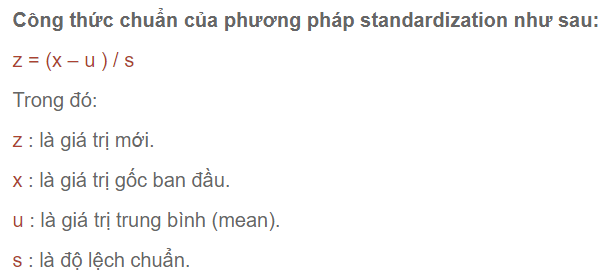 Công thức chuẩn của phương pháp standardization như sau:
z = (x – u ) / s
Trong đó:
z : là giá trị mới.
x : là giá trị gốc ban đầu.
u : là giá trị trung bình (mean).
s : là độ lệch chuẩn.